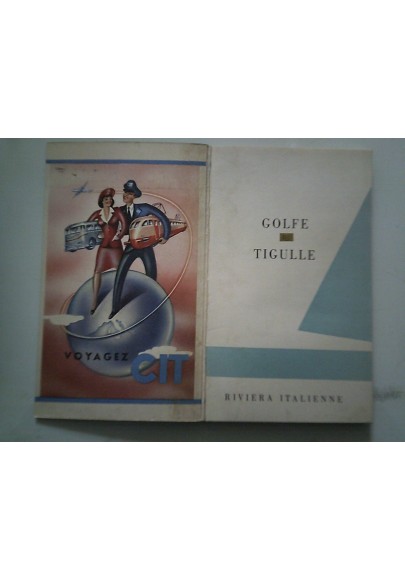 VOYAGEZ
CIT
GOLFE
TIGULLE
RIVIERA ITALIENNE